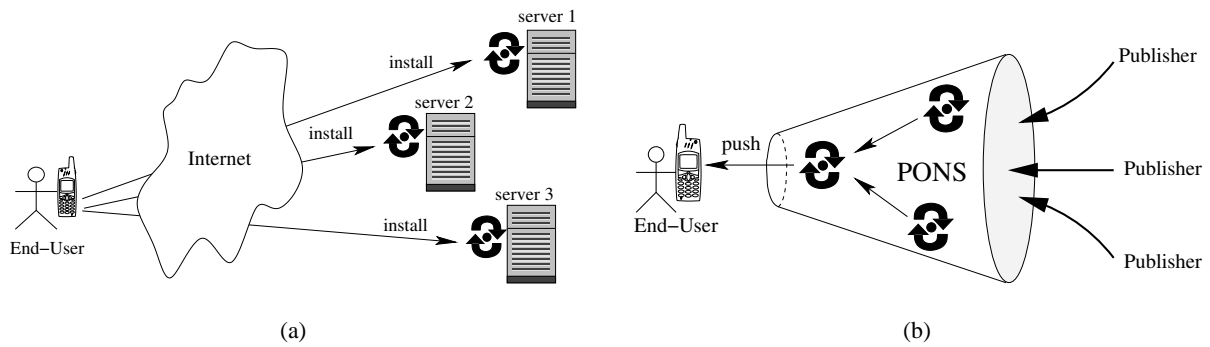 server 1
install
server 2
install
Internet
server 3
install
End−User
(a)
Publisher
push
PONS
Publisher
End−User
Publisher
(b)